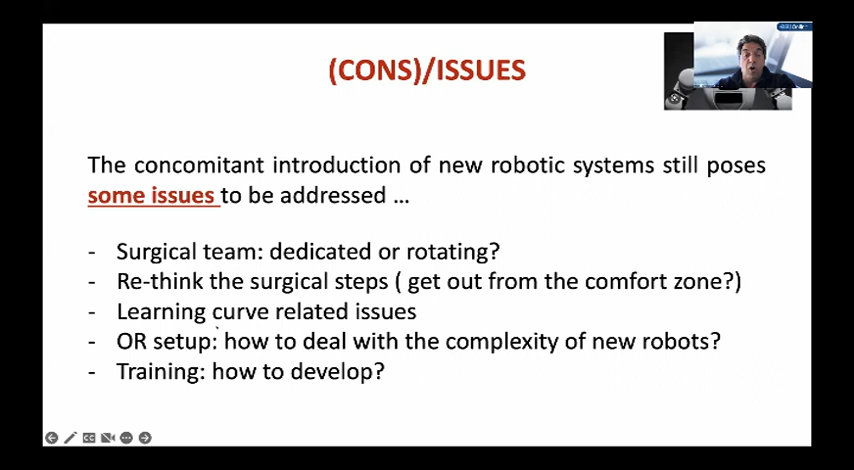 (CONS)/ISSUES
The concomitant introduction of new robotic systems still poses
some issues to be addressed ...
- Surgical team: dedicated or rotating?
- Re-think the surgical steps ( get out from the comfort zone?)
- Learning curve related issues
- OR setup: how to deal with the complexity of new robots?
- Training: how to develop?